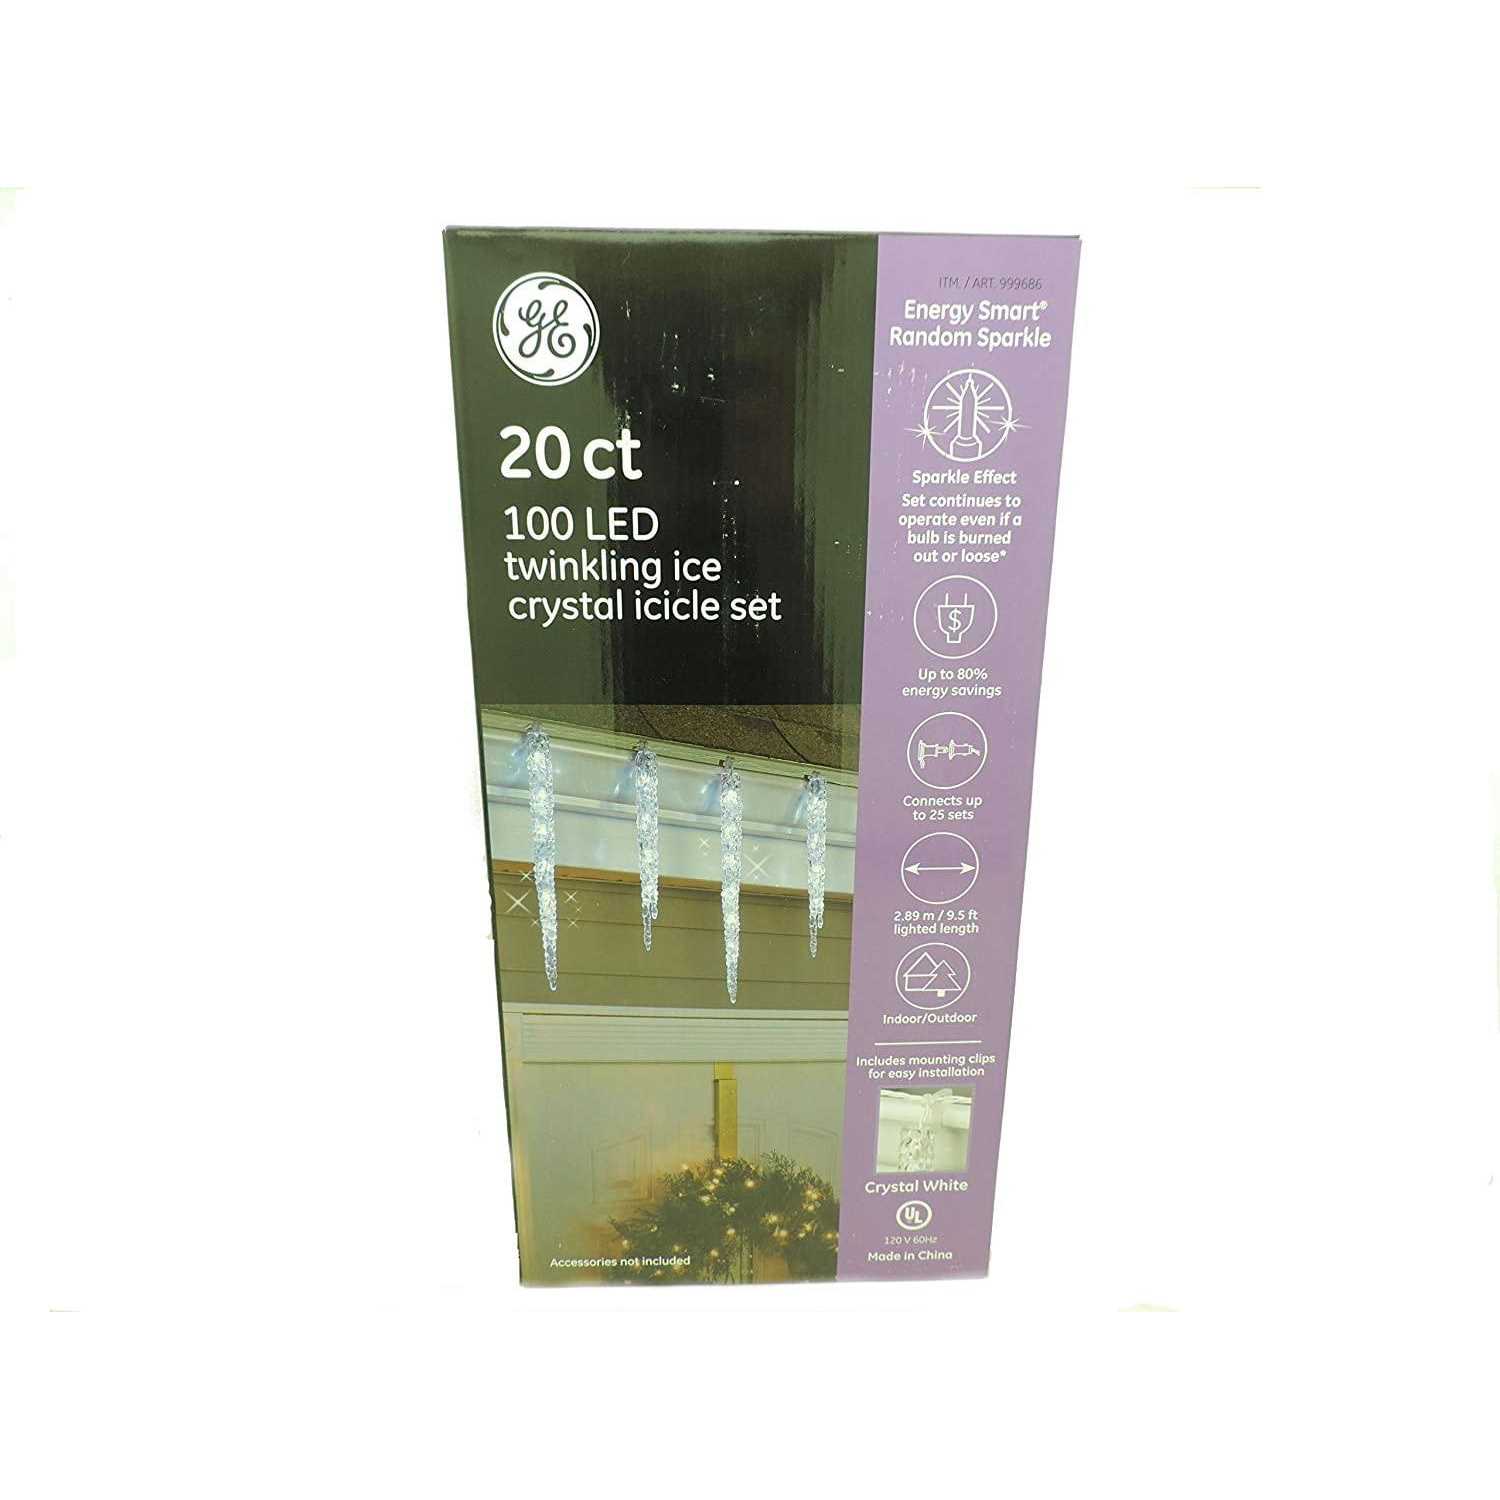 GE
20 ct
100 LED
twinkling ice
crystal icicle set
Accessories not included
ITM. / ART. 999686
Energy Smart®
Random Sparkle
Sparkle Effect
Set continues to
operate even if a
bulb is burned
out or loose*
$
Up to 80%
energy savings
Connects up
to 25 sets
2.89 m / 9.5 ft
lighted length
Indoor/Outdoor
Includes mounting clips
for easy installation
Crystal White
UL
120 V 60Hz
Made in China